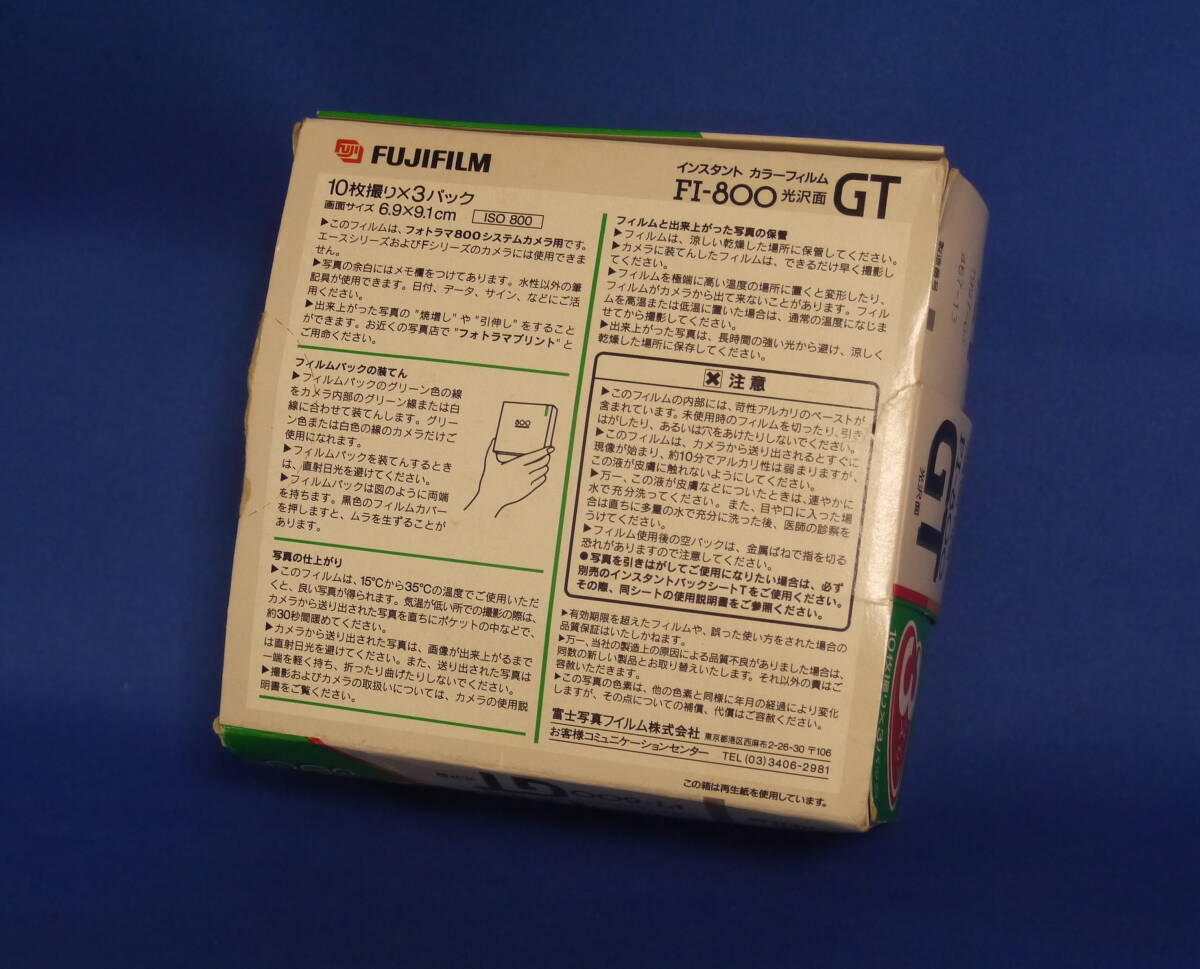 FUJI FUJIFILM
インスタント カラーフィルム
FI-800 光沢面 GT
10枚撮り×3パック
画面サイズ 6.9×9.1cm ISO 800
▶このフィルムは、フォトラマ800システムカメラ用です。
エースシリーズおよびFシリーズのカメラには使用できま
せん。
▶写真の余白にはメモ欄をつけてあります。水性以外の筆
記具が使用できます。日付、データ、サイン、などにご活
用ください。
▶出来上がった写真の"焼増し"や"引伸し"をすること
ができます。お近くの写真店で"フォトラマプリント"と
ご用命ください。
フィルムパックの装てん
▶フィルムパックのグリーン色の線
をカメラ内部のグリーン線または白
線に合わせて装てんします。グリー
ン色または白色の線のカメラだけご
使用になれます。
▶フィルムパックを装てんするとき
は、直射日光を避けてください。
▶フィルムパックは図のように両端
を持ちます。黒色のフィルムカバー
を押しますと、ムラを生ずることが
あります。
800
写真の仕上がり
▶このフィルムは、15℃から35℃の温度でご使用いただ
くと、良い写真が得られます。気温が低い所での撮影の際は、
カメラから送り出された写真を直ちにポケットの中などで、
約30秒間暖めてください。
▶カメラから送り出された写真は、画像が出来上がるまで
は直射日光を避けてください。また、送り出された写真は
一端を軽く持ち、折ったり曲げたりしないでください。
▶撮影およびカメラの取扱いについては、カメラの使用説
明書をご覧ください。
フィルムと出来上がった写真の保管
▶フィルムは、涼しい乾燥した場所に保管してください。
▶カメラに装てんしたフィルムは、できるだけ早く撮影し
てください。
▶フィルムを極端に高い温度の場所に置くと変形したり、
フィルムがカメラから出て来ないことがあります。フィル
ムを高温または低温に置いた場合は、通常の温度になじま
せてから撮影してください。
▶出来上がった写真は、長時間の強い光から避け、涼しく
乾燥した場所に保存してください。
注意
▶このフィルムの内部には、苛性アルカリのペーストが
含まれています。未使用時のフィルムを切ったり、引き
はがしたり、あるいは穴をあけたりしないでください。
▶このフィルムは、カメラから送り出されるとすぐに
現像が始まり、約10分でアルカリ性は弱まりますが、
この液が皮膚に触れないようにしてください。
▶万一、この液が皮膚などについたときは、速やかに
水で充分洗ってください。また、目や口に入った場
合は直ちに多量の水で充分に洗った後、医師の診察を
うけてください。
▶フィルム使用後の空パックは、金属ばねで指を切る
恐れがありますので注意してください。
●写真を引きはがしてご使用になりたい場合は、必ず
別売のインスタントパックシートTをご使用ください。
その際、同シートの使用説明書をご参照ください。
▶有効期限を超えたフィルムや、誤った使い方をされた場合の
品質保証はいたしかねます。
▶万一、当社の製造上の原因による品質不良がありました場合は、
同数の新しい製品とお取り替えいたします。それ以外の責はご
容赦いただきます。
▶この写真の色素は、他の色素と同様に年月の経過により変化
しますが、その点についての補償、代償はご容赦ください。
富士写真フイルム株式会社 東京都港区西麻布2-26-30 〒106
お客様コミュニケーションセンター TEL (03)3406-2981
この箱は再生紙を使用しています。
FI-800
GT
光沢面
3
10枚撮り×3パック
GT
FI-800